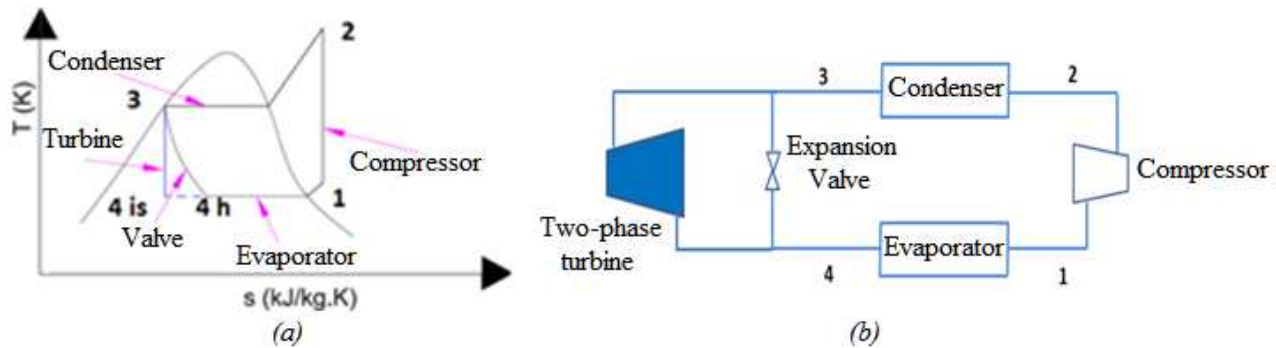 2
Condenser
3
T (K)
Turbine
Compressor
4 is
4 h
1
Valve
Evaporator
s (kJ/kg.K)
(a)
3
Condenser
2
Expansion
Valve
Compressor
Two-phase
turbine
4
Evaporator
1
(b)